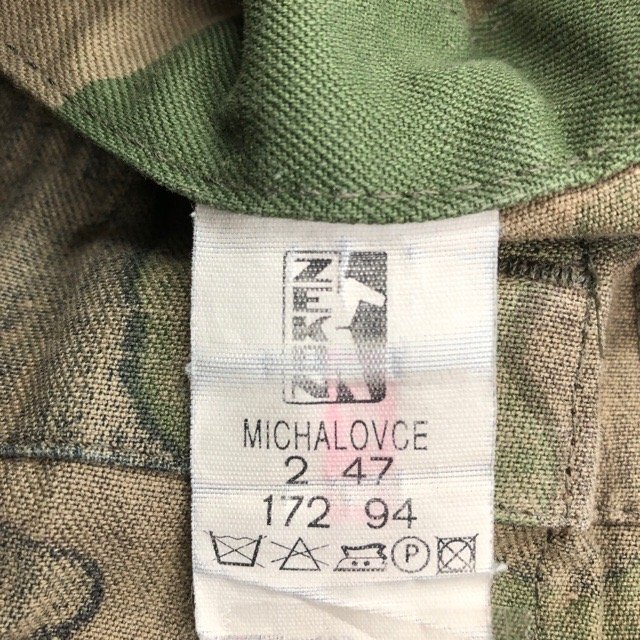 ZEKON
MICHALOVCE
2 47
172 94
P